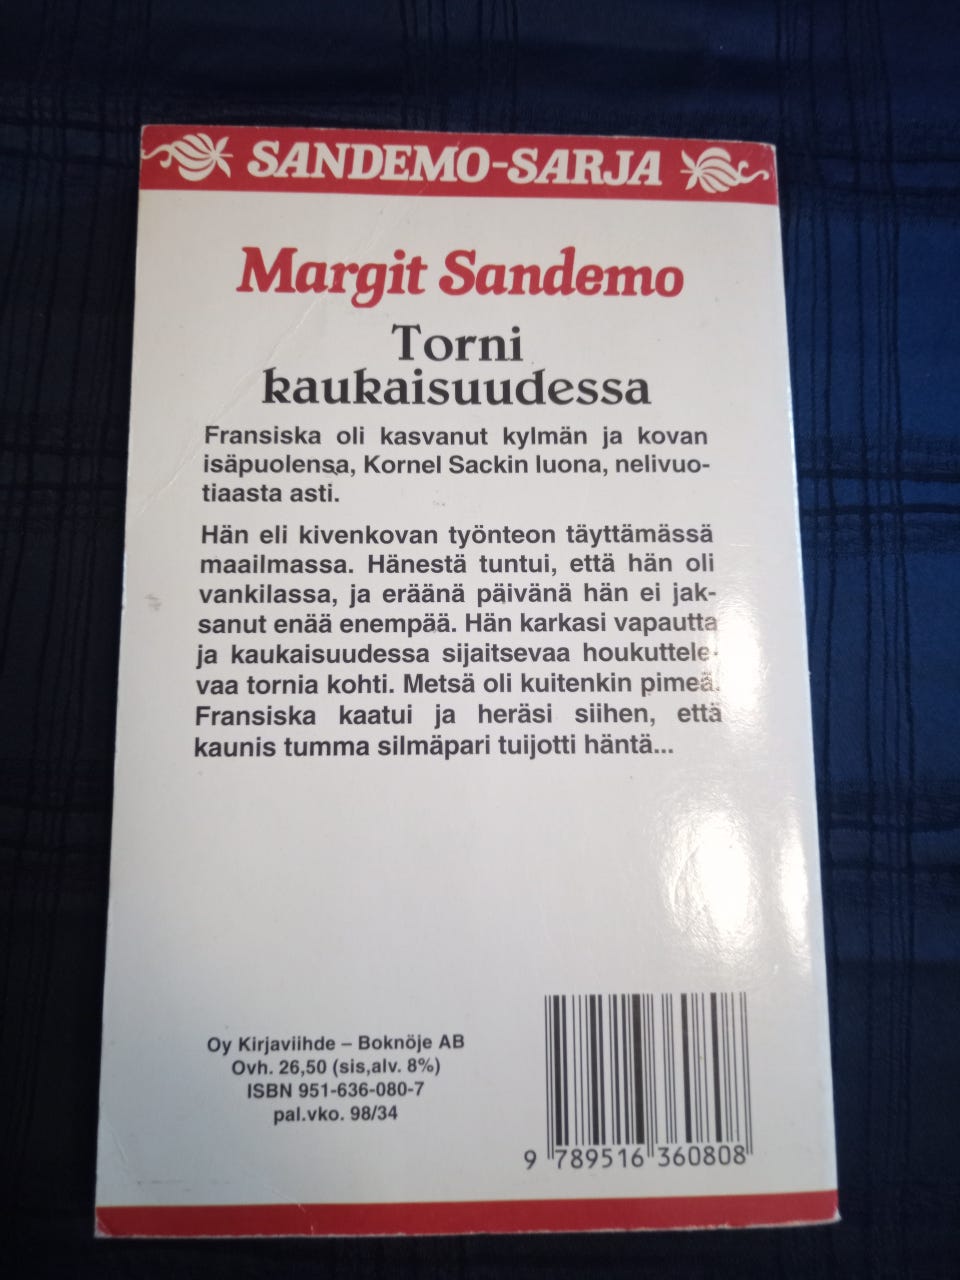 SANDEMO-SARJA
Margit Sandemo
Torni
kaukaisuudessa
Fransiska oli kasvanut kylmän ja kovan
isäpuolensa, Kornel Sackin luona, nelivuo-
tiaasta asti.
Hän eli kivenkovan työnteon täyttämässä
maailmassa. Hänestä tuntui, että hän oli
vankilassa, ja eräänä päivänä hän ei jak-
sanut enää enempää. Hän karkasi vapautta
ja kaukaisuudessa sijaitsevaa houkuttele-
vaa tornia kohti. Metsä oli kuitenkin pimeä.
Fransiska kaatui ja heräsi siihen, että
kaunis tumma silmäpari tuijotti häntä...
Oy Kirjaviihde – Boknöje AB
Ovh. 26,50 (sis,alv. 8%)
ISBN 951-636-080-7
pal.vko. 98/34
9 789516 360808